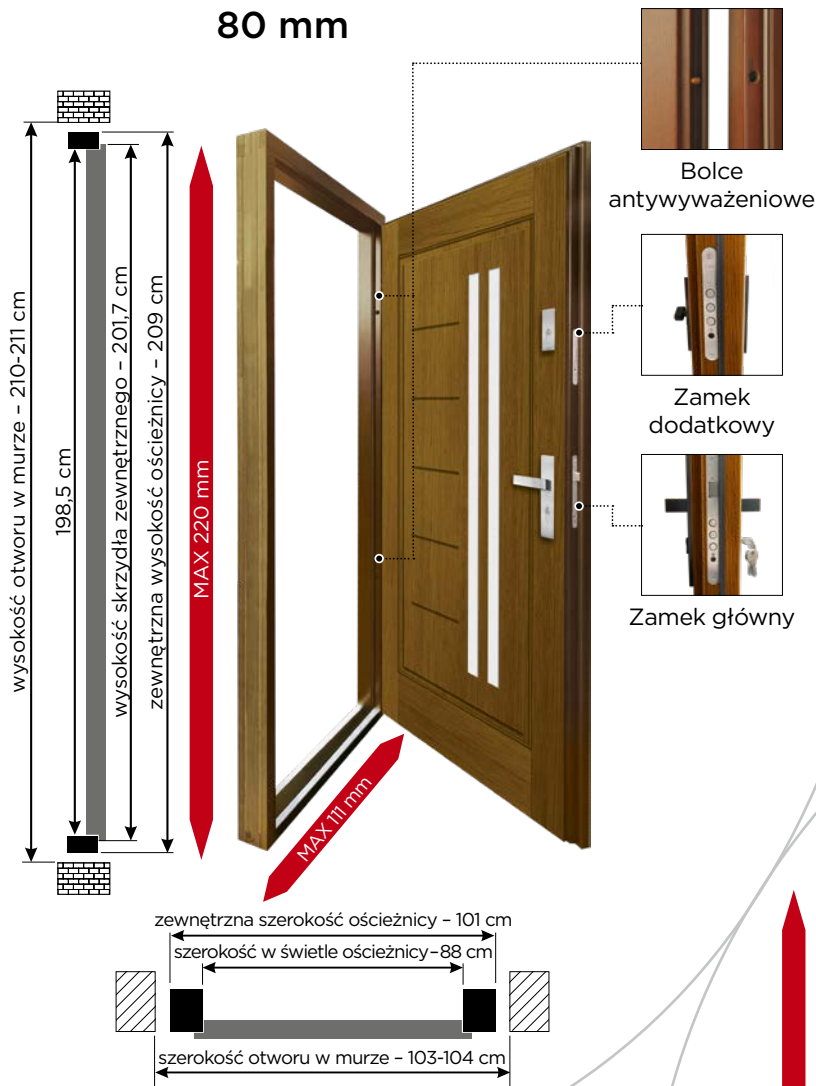 80 mm
Bolce
antywyważeniowe
Zamek
dodatkowy
Zamek główny
wysokość otworu w murze – 210-211 cm
198,5 cm
wysokość skrzydła zewnętrznego – 201,7 cm
zewnętrzna wysokość ościeżnicy – 209 cm
MAX 220 mm
MAX 111 mm
zewnętrzna szerokość ościeżnicy – 101 cm
szerokość w świetle ościeżnicy–88 cm
szerokość otworu w murze – 103-104 cm